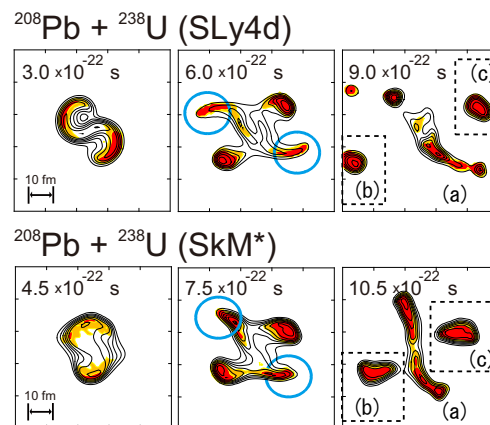 ²⁰⁸Pb + ²³⁸U (SLy4d)
3.0 ×10⁻²² s
6.0 ×10⁻²² s
9.0 ×10⁻²² s
(c)
10 fm
(b)
(a)
²⁰⁸Pb + ²³⁸U (SkM*)
4.5 ×10⁻²² s
7.5 ×10⁻²² s
10.5 ×10⁻²² s
(c)
(b)
10 fm
(a)